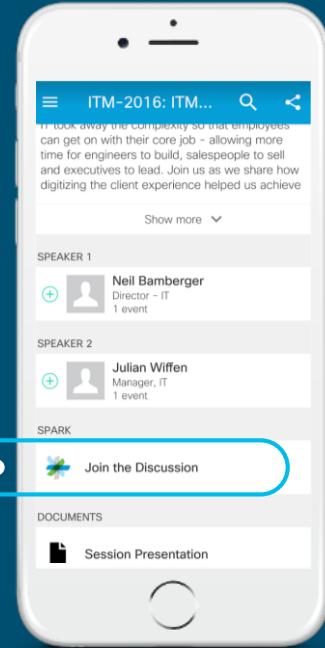 ITM-2016: ITM...
IT took away the complexity so that employees
can get on with their core job - allowing more
time for engineers to build, salespeople to sell
and executives to lead. Join us as we share how
digitizing the client experience helped us achieve
Show more
SPEAKER 1
Neil Bamberger
Director - IT
1 event
SPEAKER 2
Julian Wiffen
Manager, IT
1 event
SPARK
Join the Discussion
DOCUMENTS
Session Presentation